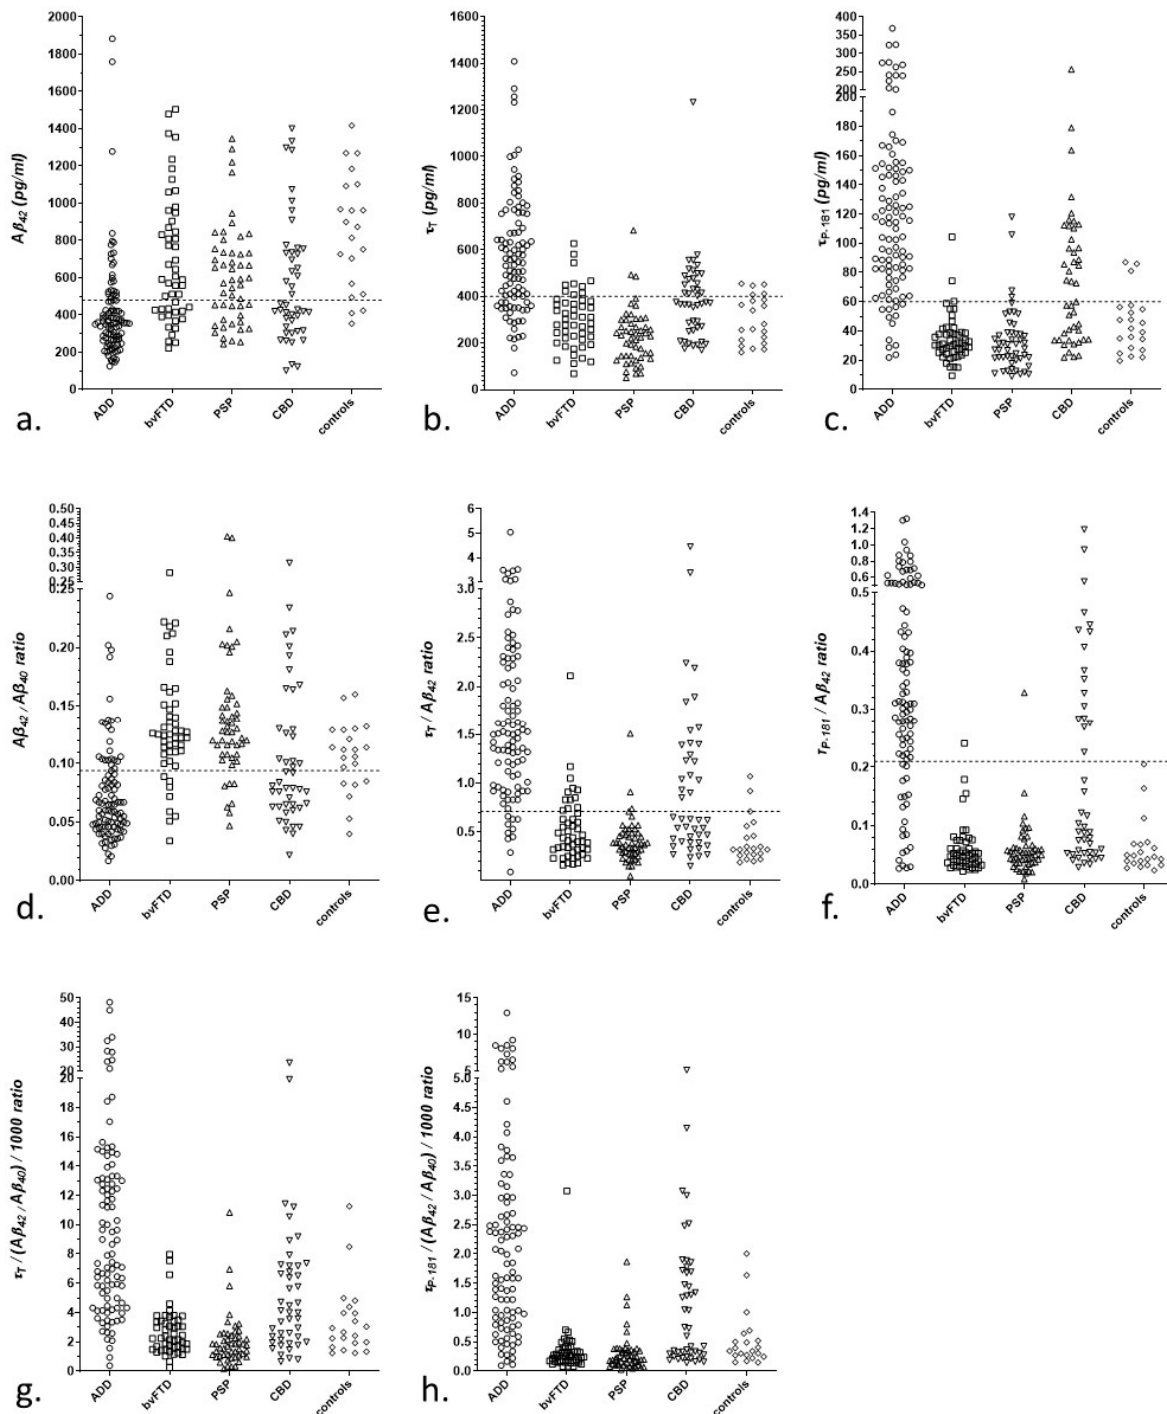 2000
1800
1600
1400
1200
1000
800
600
400
200
0
Aβ42 (pg/ml)
ADD
bvFTD
PSP
CBD
controls
a.
1600
1400
1200
1000
800
600
400
200
0
τT (pg/ml)
ADD
bvFTD
PSP
CBD
controls
b.
400
350
300
250
200
200
180
160
140
120
100
80
60
40
20
0
τP-181 (pg/ml)
ADD
bvFTD
PSP
CBD
controls
c.
0.50
0.45
0.40
0.35
0.30
0.25
0.25
0.20
0.15
0.10
0.05
0.00
Aβ42 / Aβ40 ratio
ADD
bvFTD
PSP
CBD
controls
d.
6
5
4
3
3.0
2.5
2.0
1.5
1.0
0.5
τT / Aβ42 ratio
ADD
bvFTD
PSP
CBD
controls
e.
1.4
1.2
1.0
0.8
0.6
0.5
0.4
0.3
0.2
0.1
0.0
τP-181 / Aβ42 ratio
ADD
bvFTD
PSP
CBD
controls
f.
50
40
30
20
20
18
16
14
12
10
8
6
4
2
0
τT / (Aβ42 / Aβ40) / 1000 ratio
ADD
bvFTD
PSP
CBD
controls
g.
15
10
5
5.0
4.5
4.0
3.5
3.0
2.5
2.0
1.5
1.0
0.5
0.0
τP-181 / (Aβ42 / Aβ40) / 1000 ratio
ADD
bvFTD
PSP
CBD
controls
h.